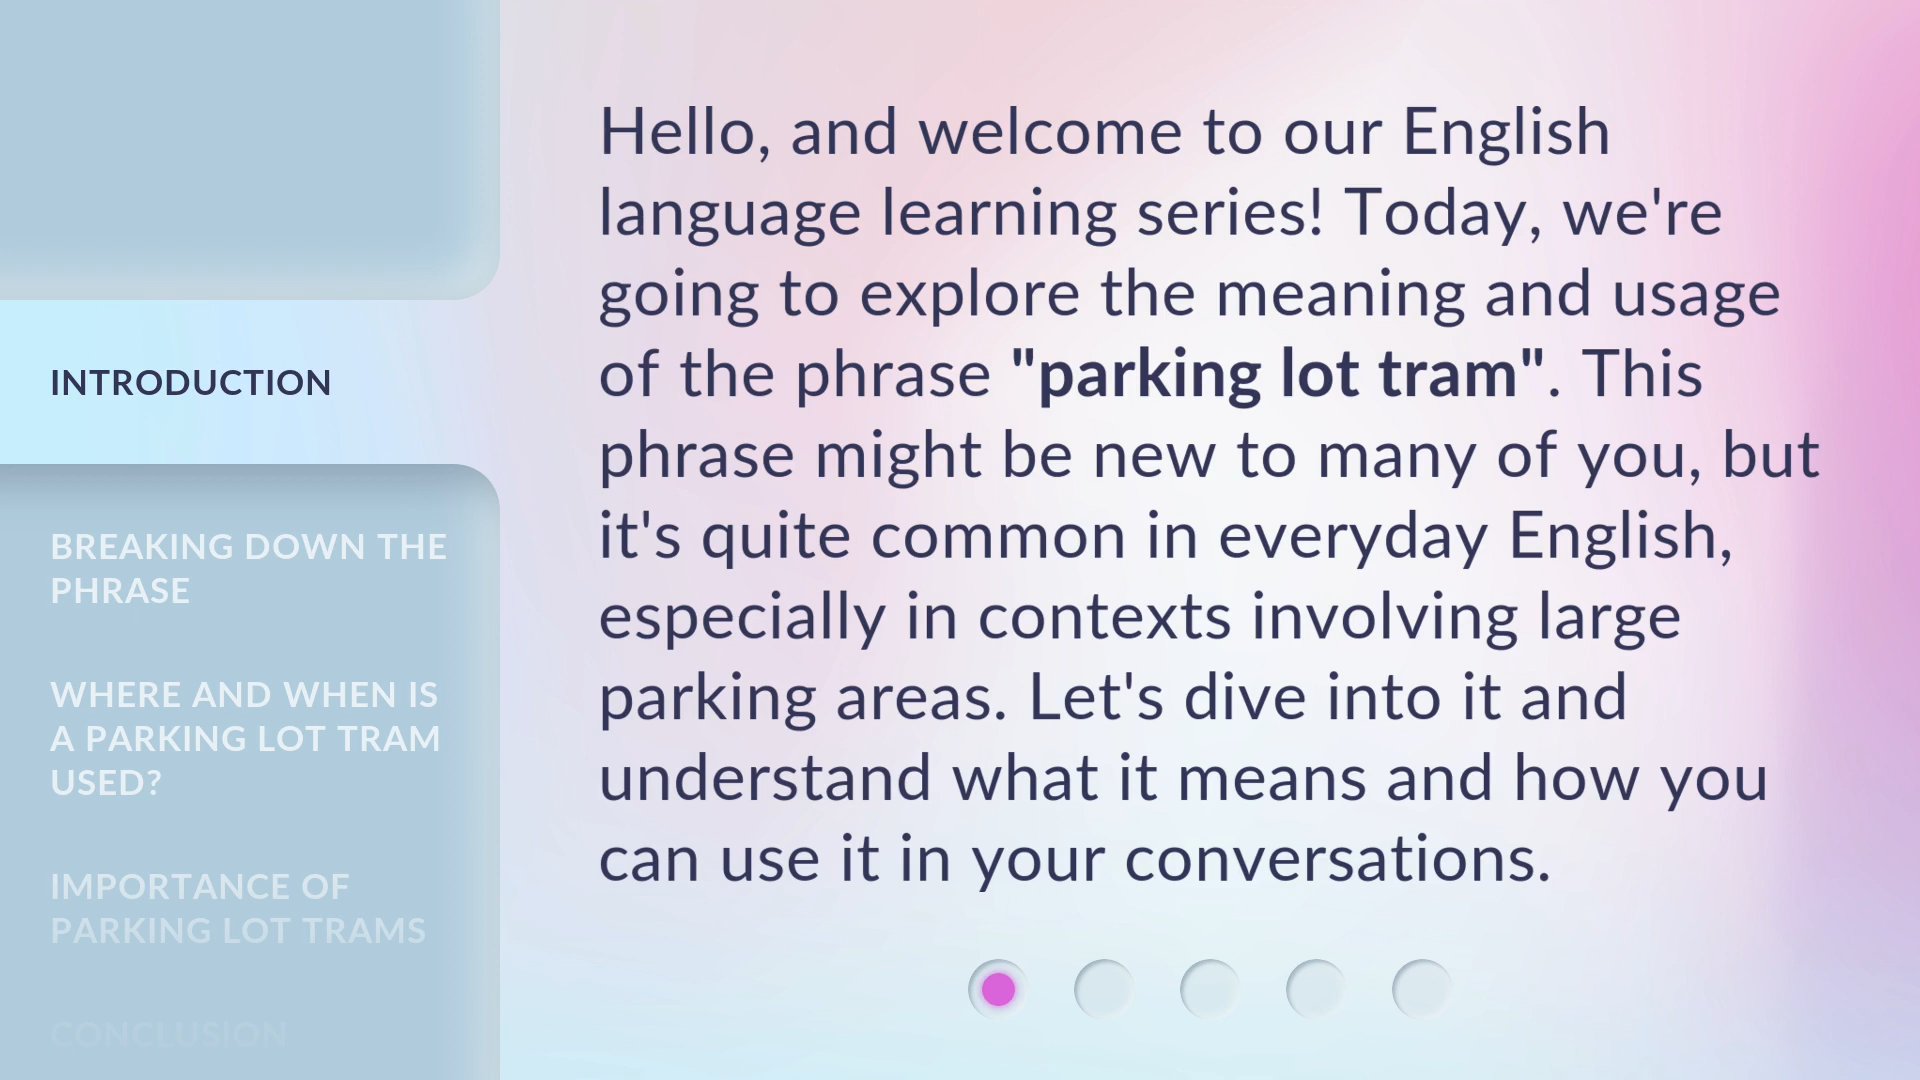 INTRODUCTION
BREAKING DOWN THE
PHRASE
WHERE AND WHEN IS
A PARKING LOT TRAM
USED?
IMPORTANCE OF
PARKING LOT TRAMS
CONCLUSION
Hello, and welcome to our English
language learning series! Today, we're
going to explore the meaning and usage
of the phrase "parking lot tram". This
phrase might be new to many of you, but
it's quite common in everyday English,
especially in contexts involving large
parking areas. Let's dive into it and
understand what it means and how you
can use it in your conversations.